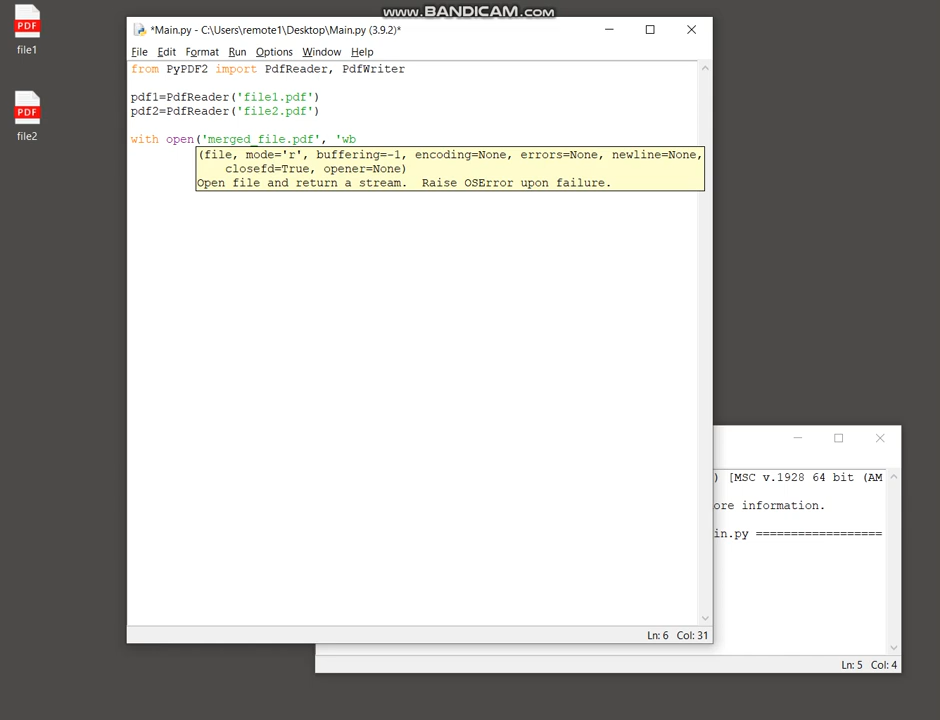 www.BANDICAM.com
PDF
file1
PDF
file2
*Main.py - C:\Users\remote1\Desktop\Main.py (3.9.2)*
File Edit Format Run Options Window Help
from PyPDF2 import PdfReader, PdfWriter
pdf1=PdfReader('file1.pdf')
pdf2=PdfReader('file2.pdf')
with open('merged_file.pdf', 'wb
(file, mode='r', buffering=-1, encoding=None, errors=None, newline=None,
closefd=True, opener=None)
Open file and return a stream. Raise OSError upon failure.
Ln: 6 Col: 31
) [MSC v.1928 64 bit (AM
ore information.
in.py ==================
Ln: 5 Col: 4